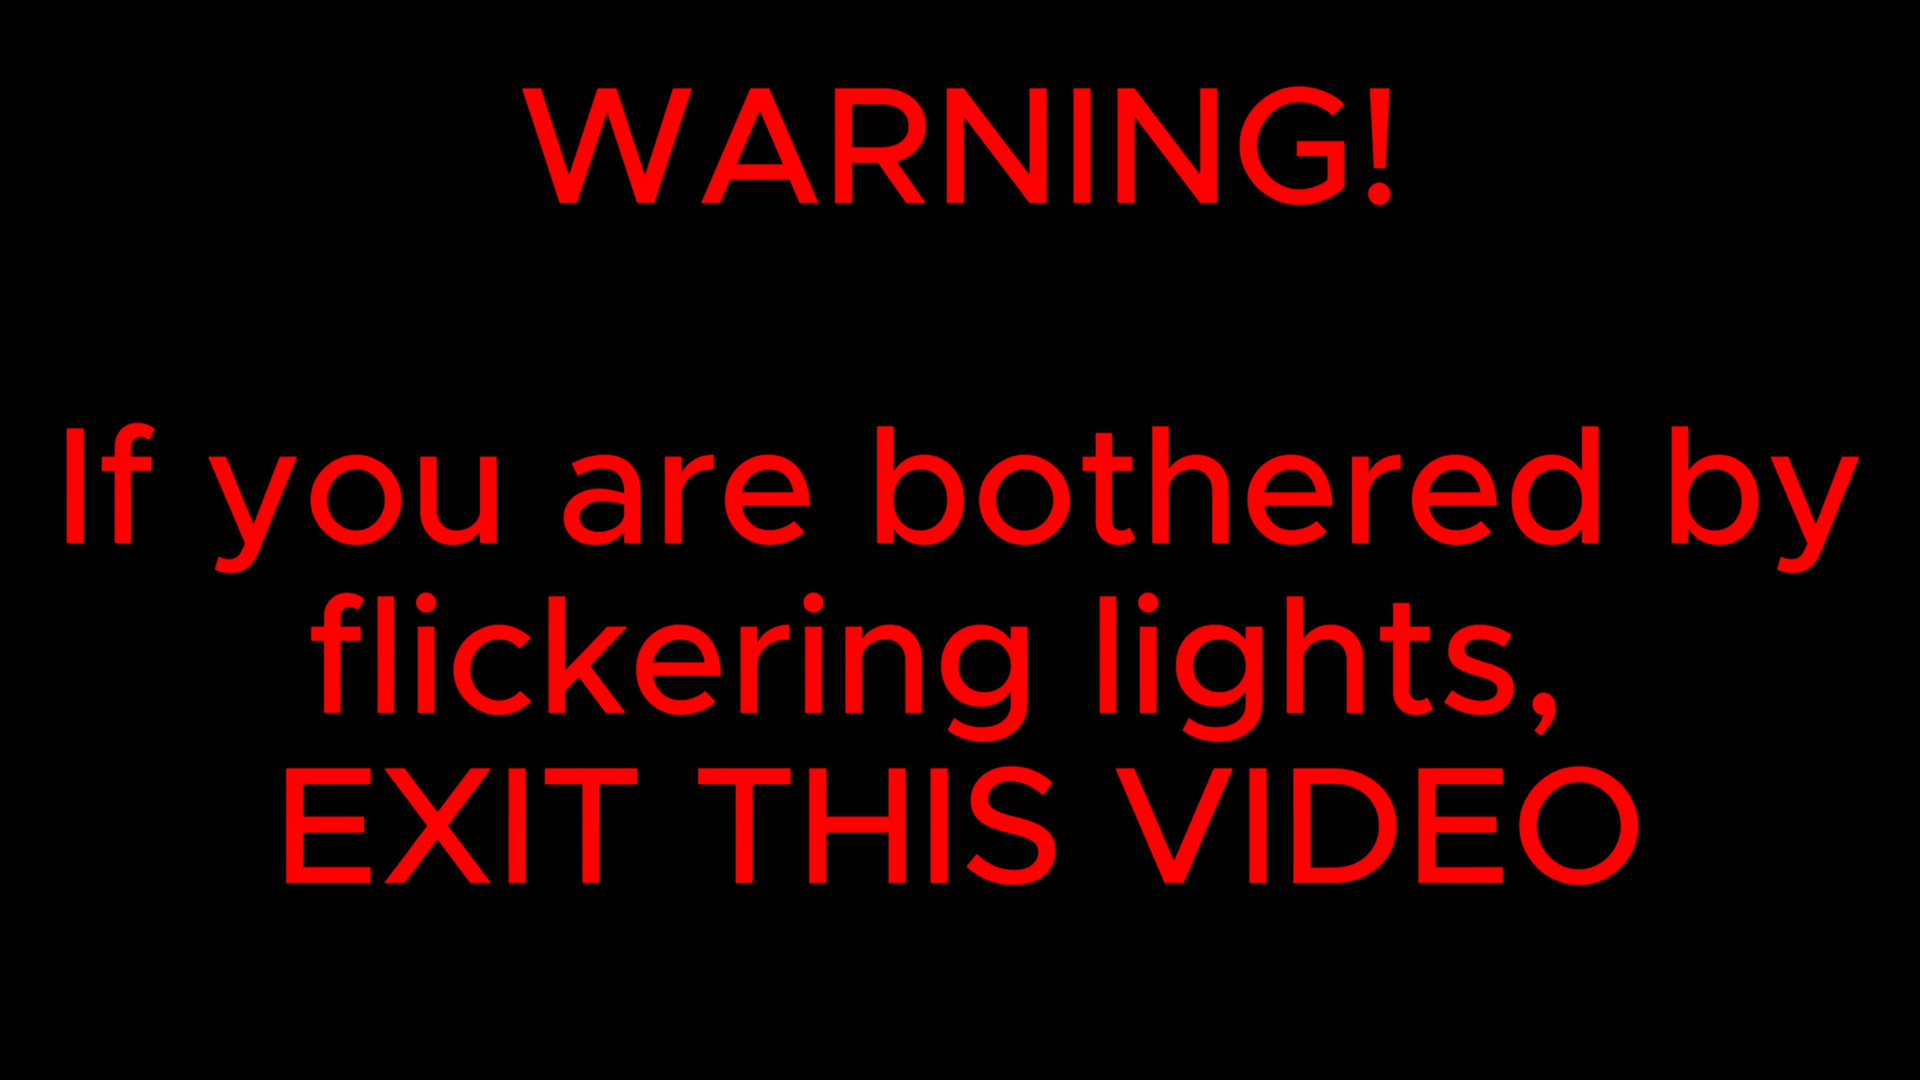 WARNING!
If you are bothered by
flickering lights,
EXIT THIS VIDEO